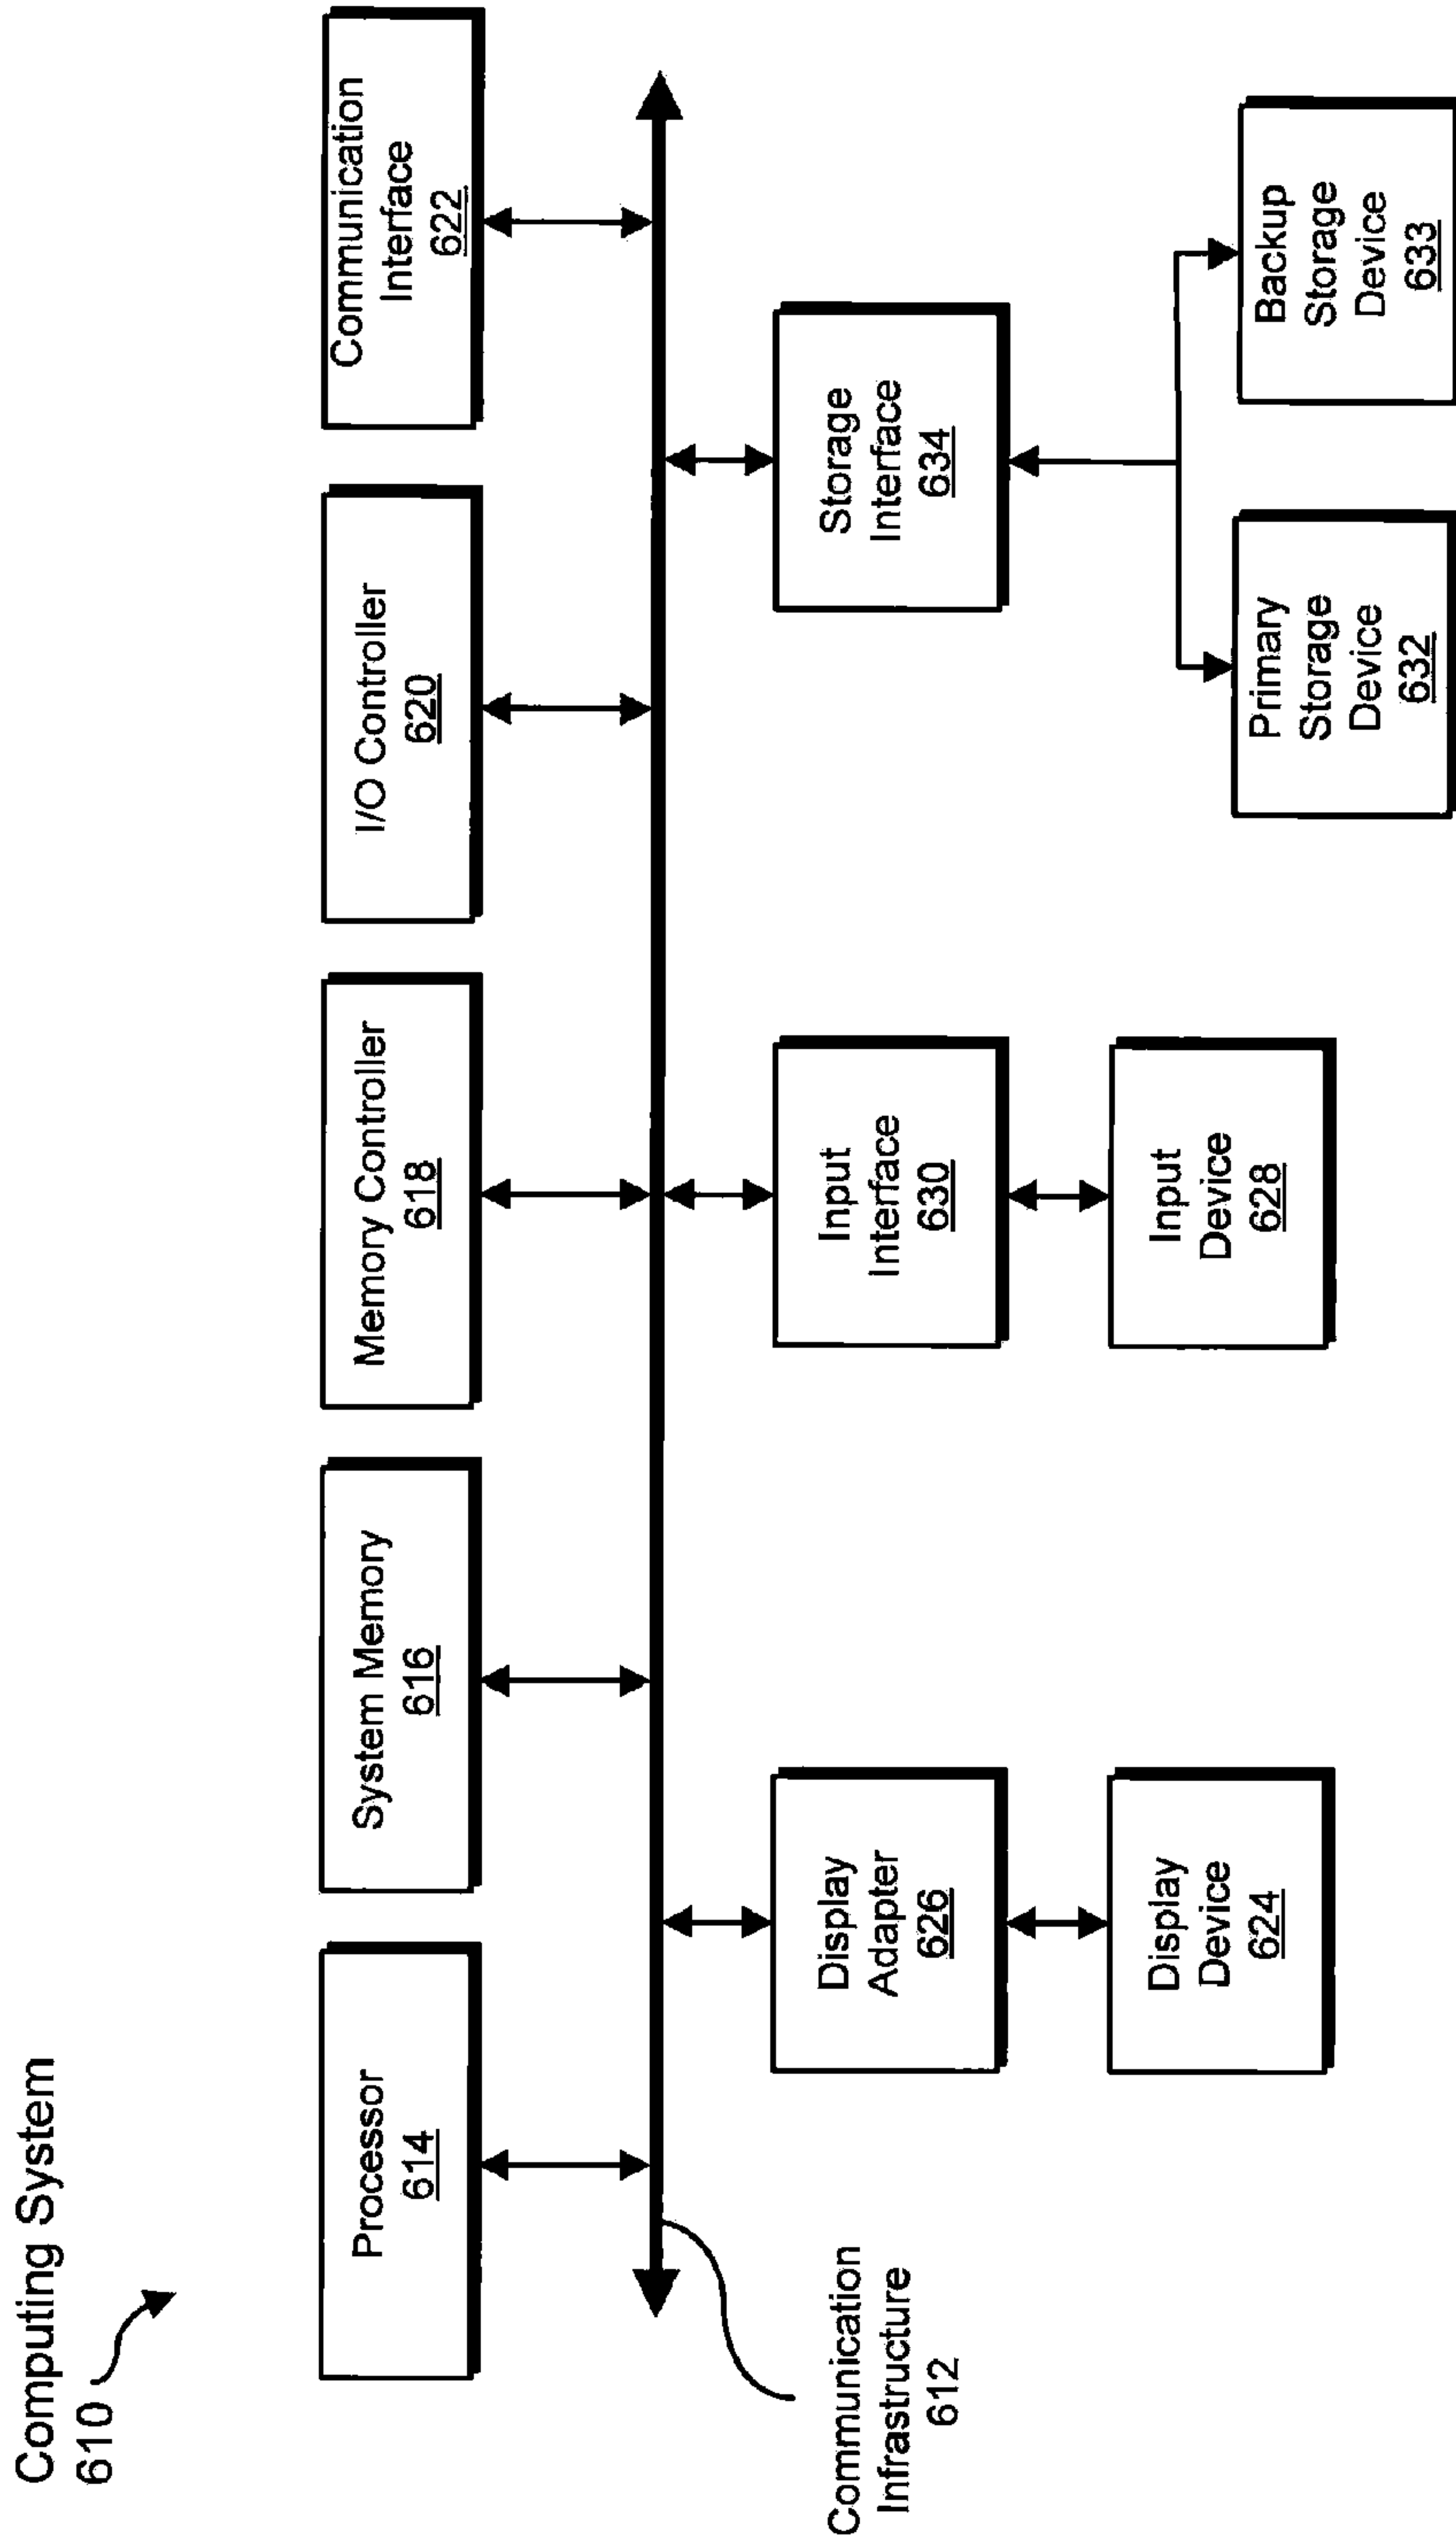 Computing System
610
Processor
614
System Memory
616
Memory Controller
618
I/O Controller
620
Communication
Interface
622
Communication
Infrastructure
612
Display
Adapter
626
Input
Interface
630
Storage
Interface
634
Display
Device
624
Input
Device
628
Primary
Storage
Device
632
Backup
Storage
Device
633